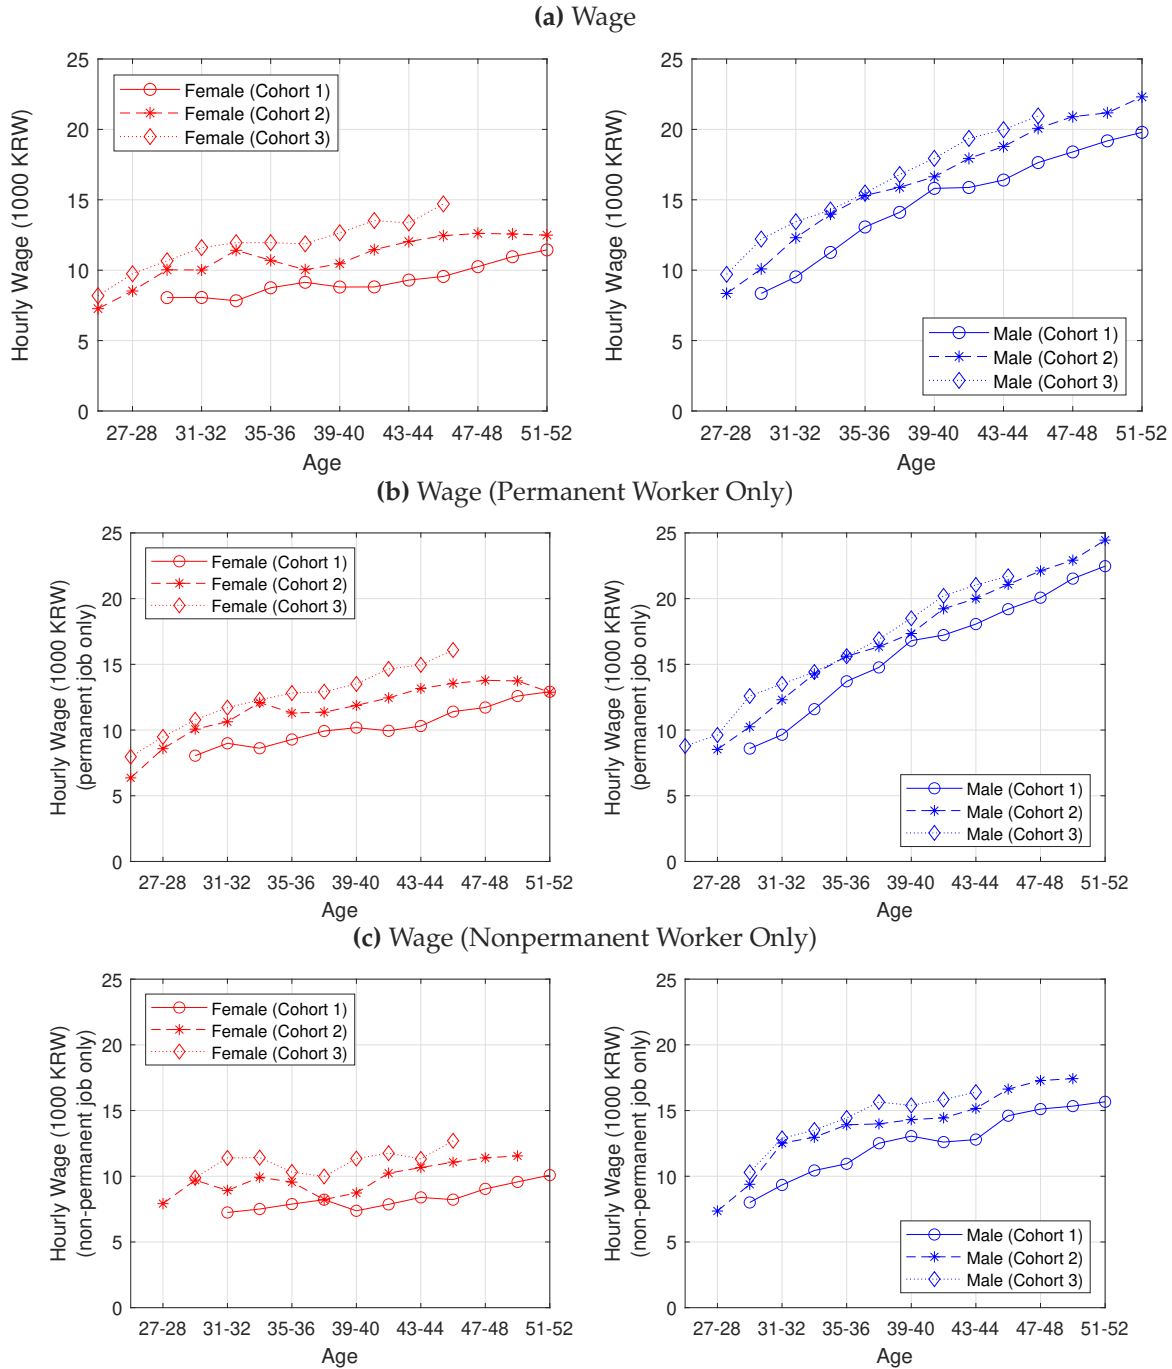 (a) Wage
Hourly Wage (1000 KRW)
25
20
15
10
5
0
Female (Cohort 1)
Female (Cohort 2)
Female (Cohort 3)
27-28 31-32 35-36 39-40 43-44 47-48 51-52
Age
Hourly Wage (1000 KRW)
25
20
15
10
5
0
Male (Cohort 1)
Male (Cohort 2)
Male (Cohort 3)
27-28 31-32 35-36 39-40 43-44 47-48 51-52
Age
(b) Wage (Permanent Worker Only)
Hourly Wage (1000 KRW)
(permanent job only)
25
20
15
10
5
0
Female (Cohort 1)
Female (Cohort 2)
Female (Cohort 3)
27-28 31-32 35-36 39-40 43-44 47-48 51-52
Age
Hourly Wage (1000 KRW)
(permanent job only)
25
20
15
10
5
0
Male (Cohort 1)
Male (Cohort 2)
Male (Cohort 3)
27-28 31-32 35-36 39-40 43-44 47-48 51-52
Age
(c) Wage (Nonpermanent Worker Only)
Hourly Wage (1000 KRW)
(non-permanent job only)
25
20
15
10
5
0
Female (Cohort 1)
Female (Cohort 2)
Female (Cohort 3)
27-28 31-32 35-36 39-40 43-44 47-48 51-52
Age
Hourly Wage (1000 KRW)
(non-permanent job only)
25
20
15
10
5
0
Male (Cohort 1)
Male (Cohort 2)
Male (Cohort 3)
27-28 31-32 35-36 39-40 43-44 47-48 51-52
Age